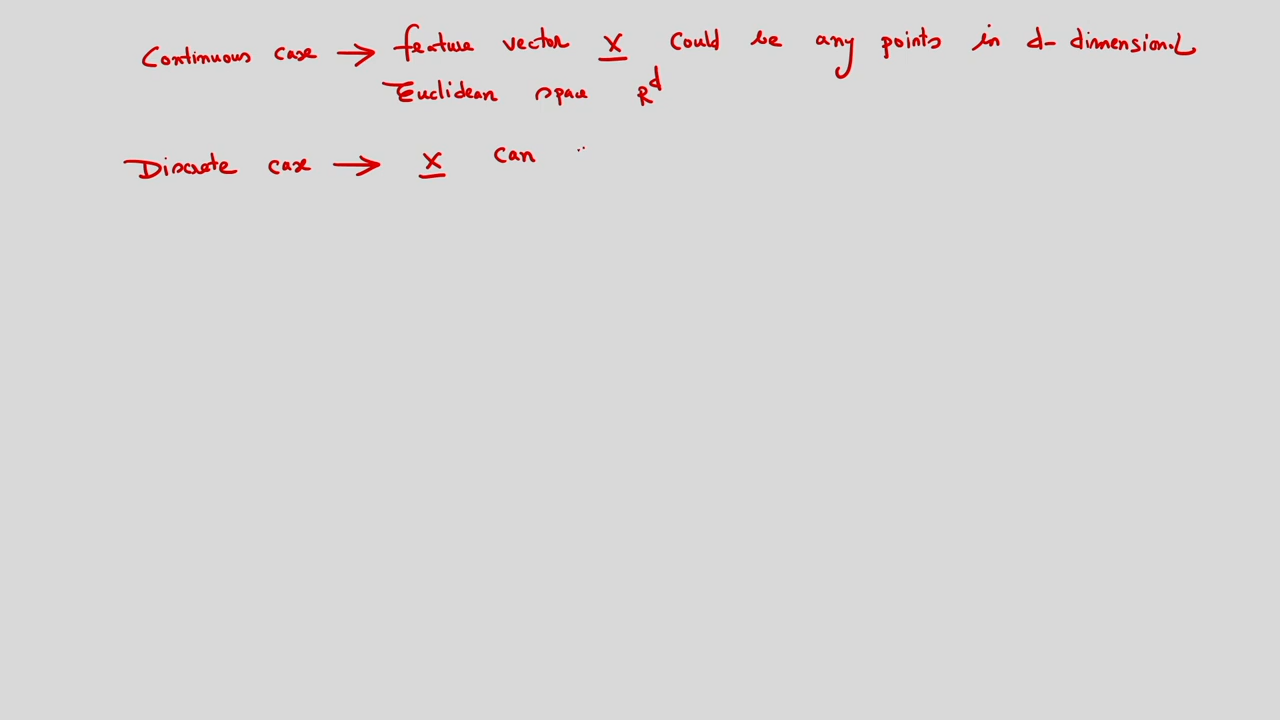 Continuous case → feature vector X could be any points in d-dimensional
Euclidean space R^d
Discrete case → X can